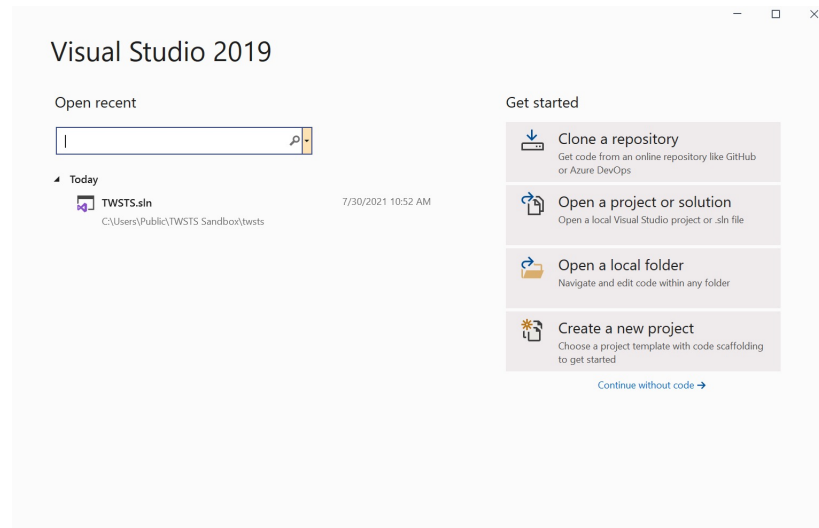 Visual Studio 2019
Open recent
Today
TWSTS.sln
7/30/2021 10:52 AM
C:\Users\Public\TWSTS Sandbox\twsts
Get started
Clone a repository
Get code from an online repository like GitHub
or Azure DevOps
Open a project or solution
Open a local Visual Studio project or .sln file
Open a local folder
Navigate and edit code within any folder
Create a new project
Choose a project template with code scaffolding
to get started
Continue without code →